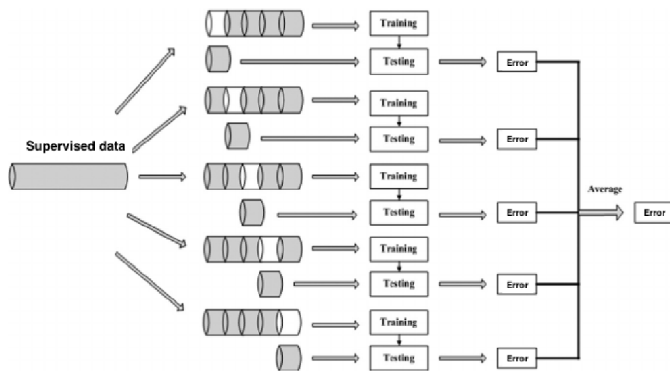 Training
Testing
Error
Training
Testing
Error
Supervised data
Training
Testing
Error
Average
Error
Training
Testing
Error
Training
Testing
Error